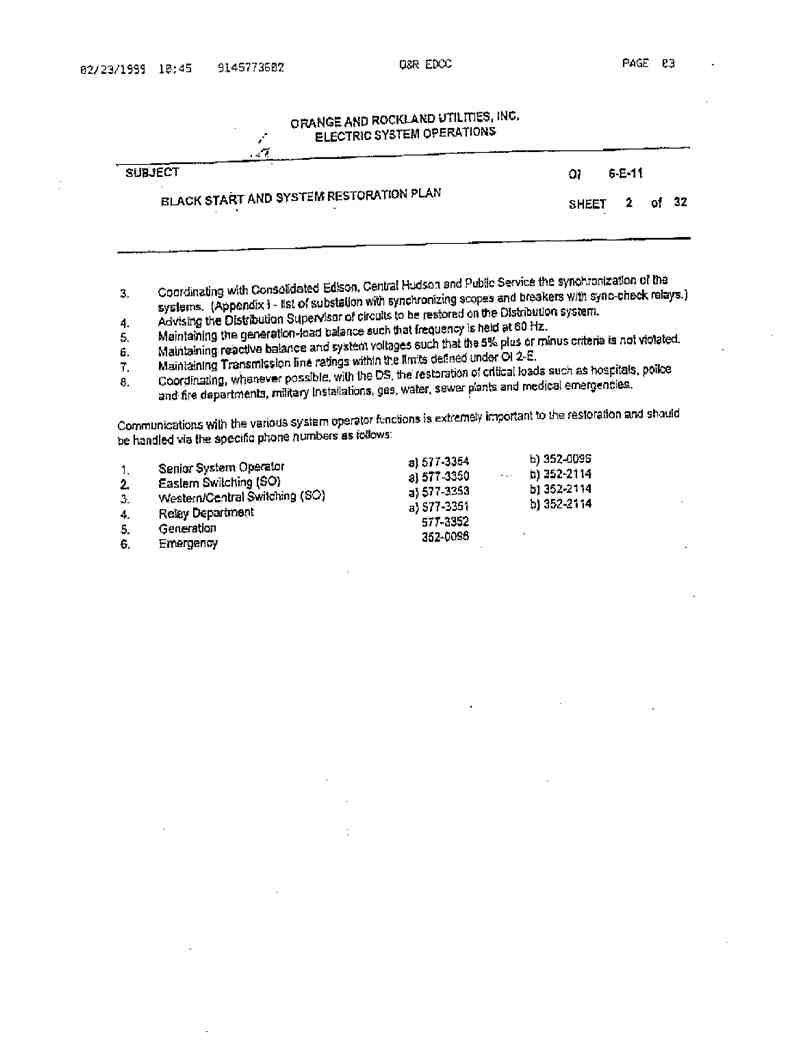 02/23/1999 10:45 9145773602 O&R EDCC PAGE 03
ORANGE AND ROCKLAND UTILITIES, INC.
ELECTRIC SYSTEM OPERATIONS
SUBJECT
OI 6-E-11
BLACK START AND SYSTEM RESTORATION PLAN
SHEET 2 of 32
3. Coordinating with Consolidated Edison, Central Hudson and Public Service the synchronization of the
systems. (Appendix I - list of substation with synchronizing scopes and breakers with sync-check relays.)
4. Advising the Distribution Supervisor of circuits to be restored on the Distribution system.
5. Maintaining the generation-load balance such that frequency is held at 60 Hz.
6. Maintaining reactive balance and system voltages such that the 5% plus or minus criteria is not violated.
7. Maintaining Transmission line ratings within the limits defined under OI 2-E.
8. Coordinating, whenever possible, with the DS, the restoration of critical loads such as hospitals, police
and fire departments, military installations, gas, water, sewer plants and medical emergencies.
Communications with the various system operator functions is extremely important to the restoration and should
be handled via the specific phone numbers as follows:
1. Senior System Operator a) 577-3354 b) 352-0096
2. Eastern Switching (SO) a) 577-3350 b) 352-2114
3. Western/Central Switching (SO) a) 577-3353 b) 352-2114
4. Relay Department a) 577-3351 b) 352-2114
5. Generation 577-3352
6. Emergency 352-0096